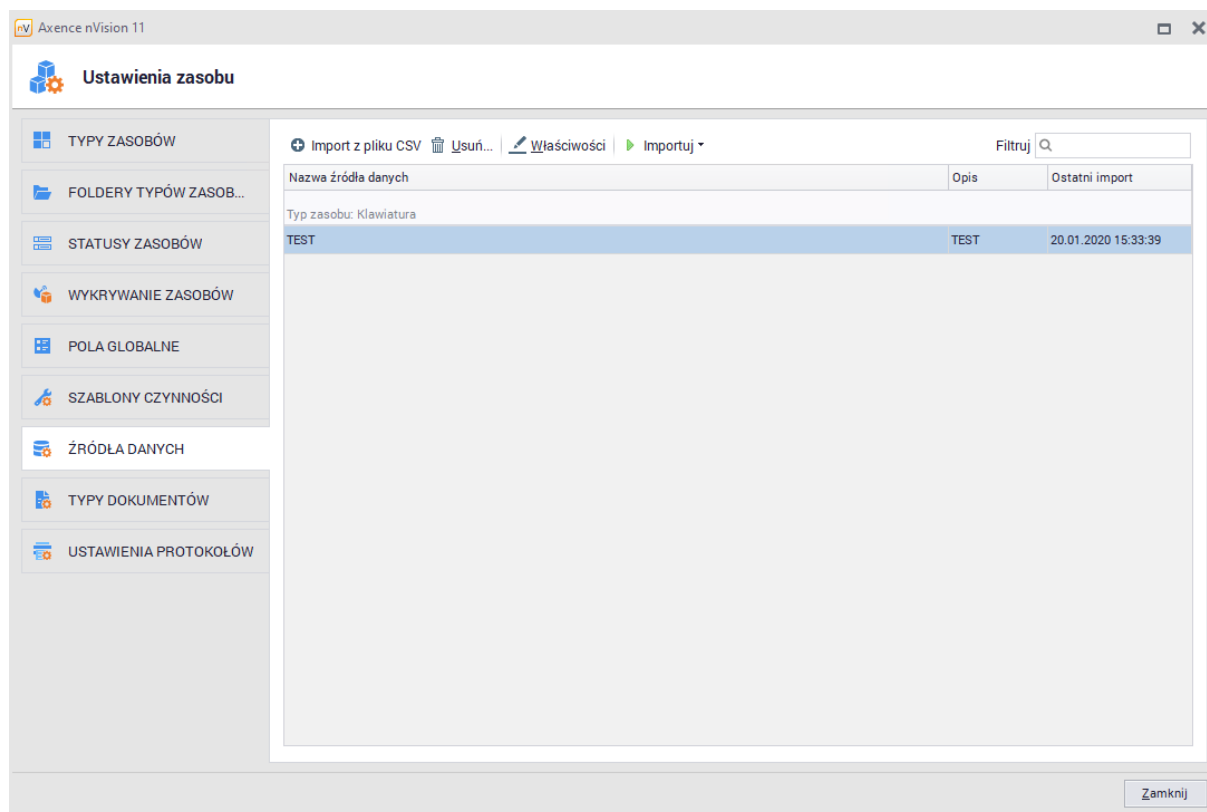 nV Axence nVision 11
Ustawienia zasobu
TYPY ZASOBÓW
FOLDERY TYPÓW ZASOB...
STATUSY ZASOBÓW
WYKRYWANIE ZASOBÓW
POLA GLOBALNE
SZABLONY CZYNNOŚCI
ŹRÓDŁA DANYCH
TYPY DOKUMENTÓW
USTAWIENIA PROTOKOŁÓW
Import z pliku CSV Usuń... Właściwości Importuj Filtruj
Nazwa źródła danych Opis Ostatni import
Typ zasobu: Klawiatura
TEST TEST 20.01.2020 15:33:39
Zamknij